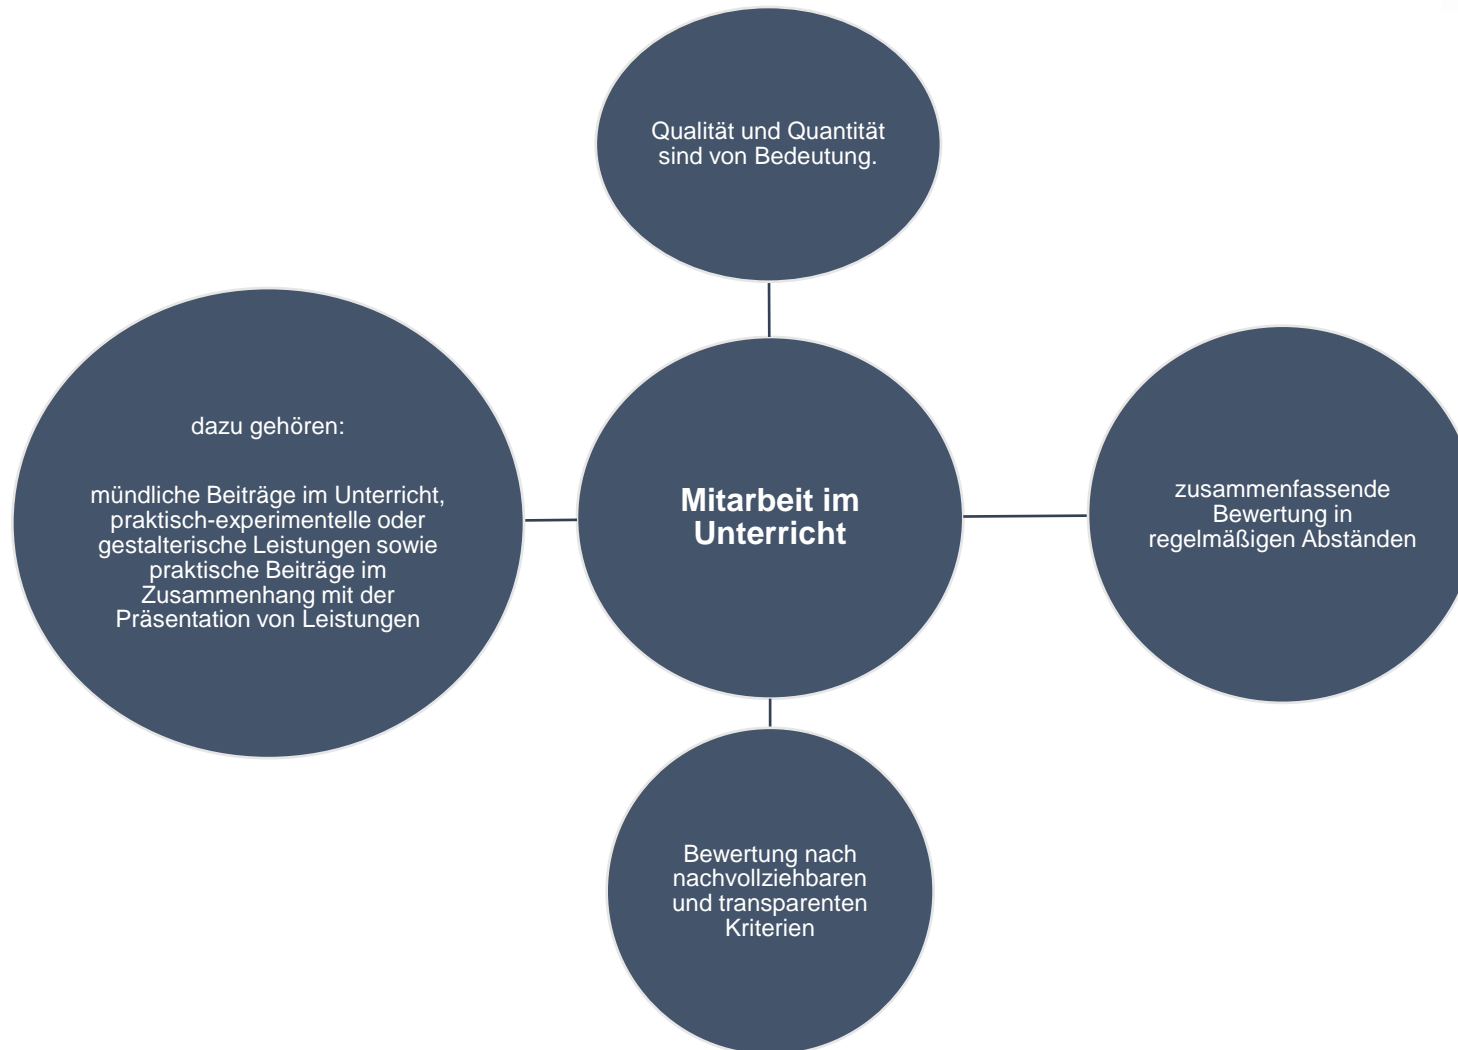 Qualität und Quantität
sind von Bedeutung.
dazu gehören:
mündliche Beiträge im Unterricht,
praktisch-experimentelle oder
gestalterische Leistungen sowie
praktische Beiträge im
Zusammenhang mit der
Präsentation von Leistungen
Mitarbeit im
Unterricht
zusammenfassende
Bewertung in
regelmäßigen Abständen
Bewertung nach
nachvollziehbaren
und transparenten
Kriterien